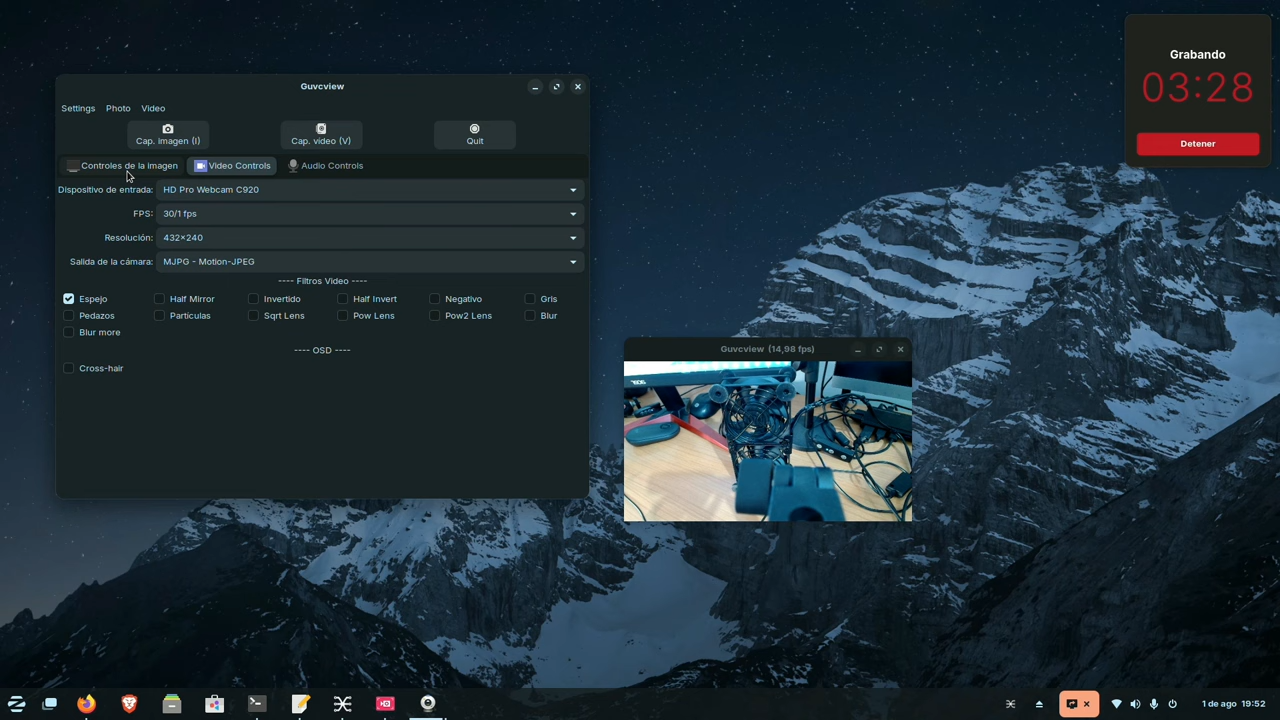 Grabando
03:28
Detener
Guvcview
Settings Photo Video
Cap. imagen (I) Cap. video (V) Quit
Controles de la imagen Video Controls Audio Controls
Dispositivo de entrada: HD Pro Webcam C920
FPS: 30/1 fps
Resolución: 432×240
Salida de la cámara: MJPG - Motion-JPEG
---- Filtros Video ----
Espejo Half Mirror Invertido Half Invert Negativo Gris
Pedazos Partículas Sqrt Lens Pow Lens Pow2 Lens Blur
Blur more
---- OSD ----
Cross-hair
Guvcview (14,98 fps)
1 de ago 19:52